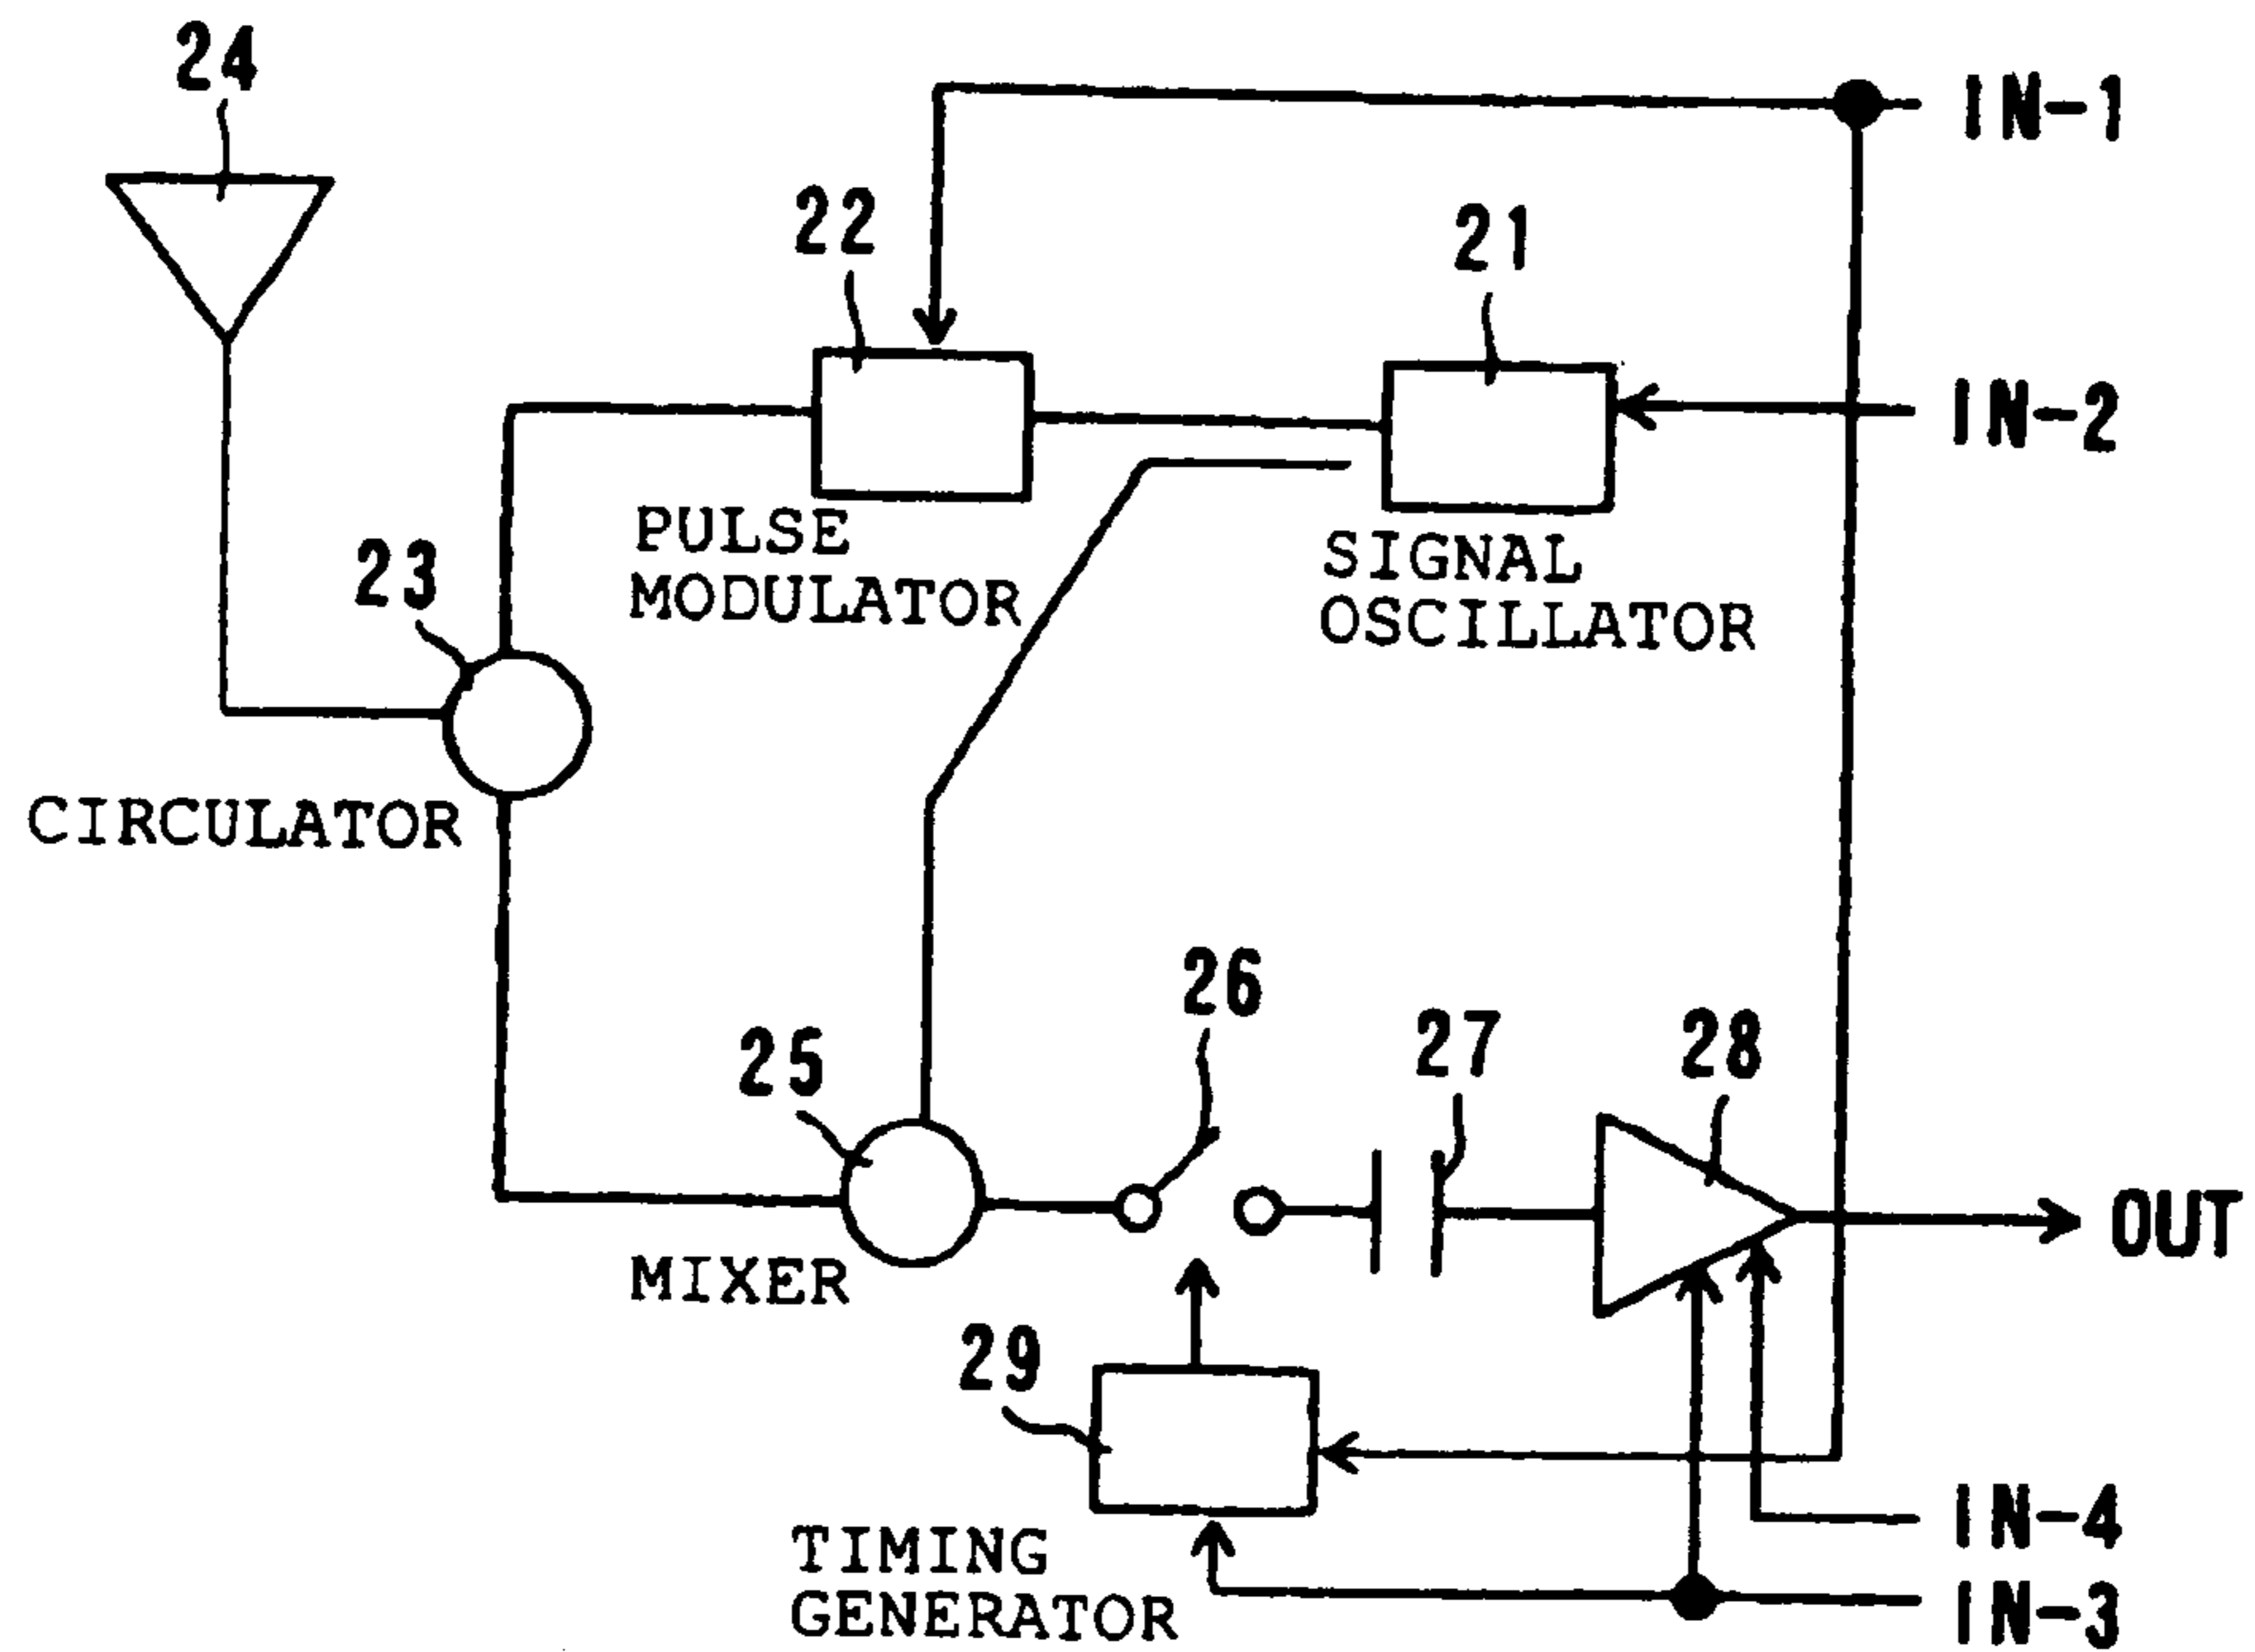 24
IN-1
22
21
IN-2
PULSE
MODULATOR
SIGNAL
OSCILLATOR
23
CIRCULATOR
26
27
28
25
OUT
MIXER
29
IN-4
TIMING
GENERATOR
IN-3